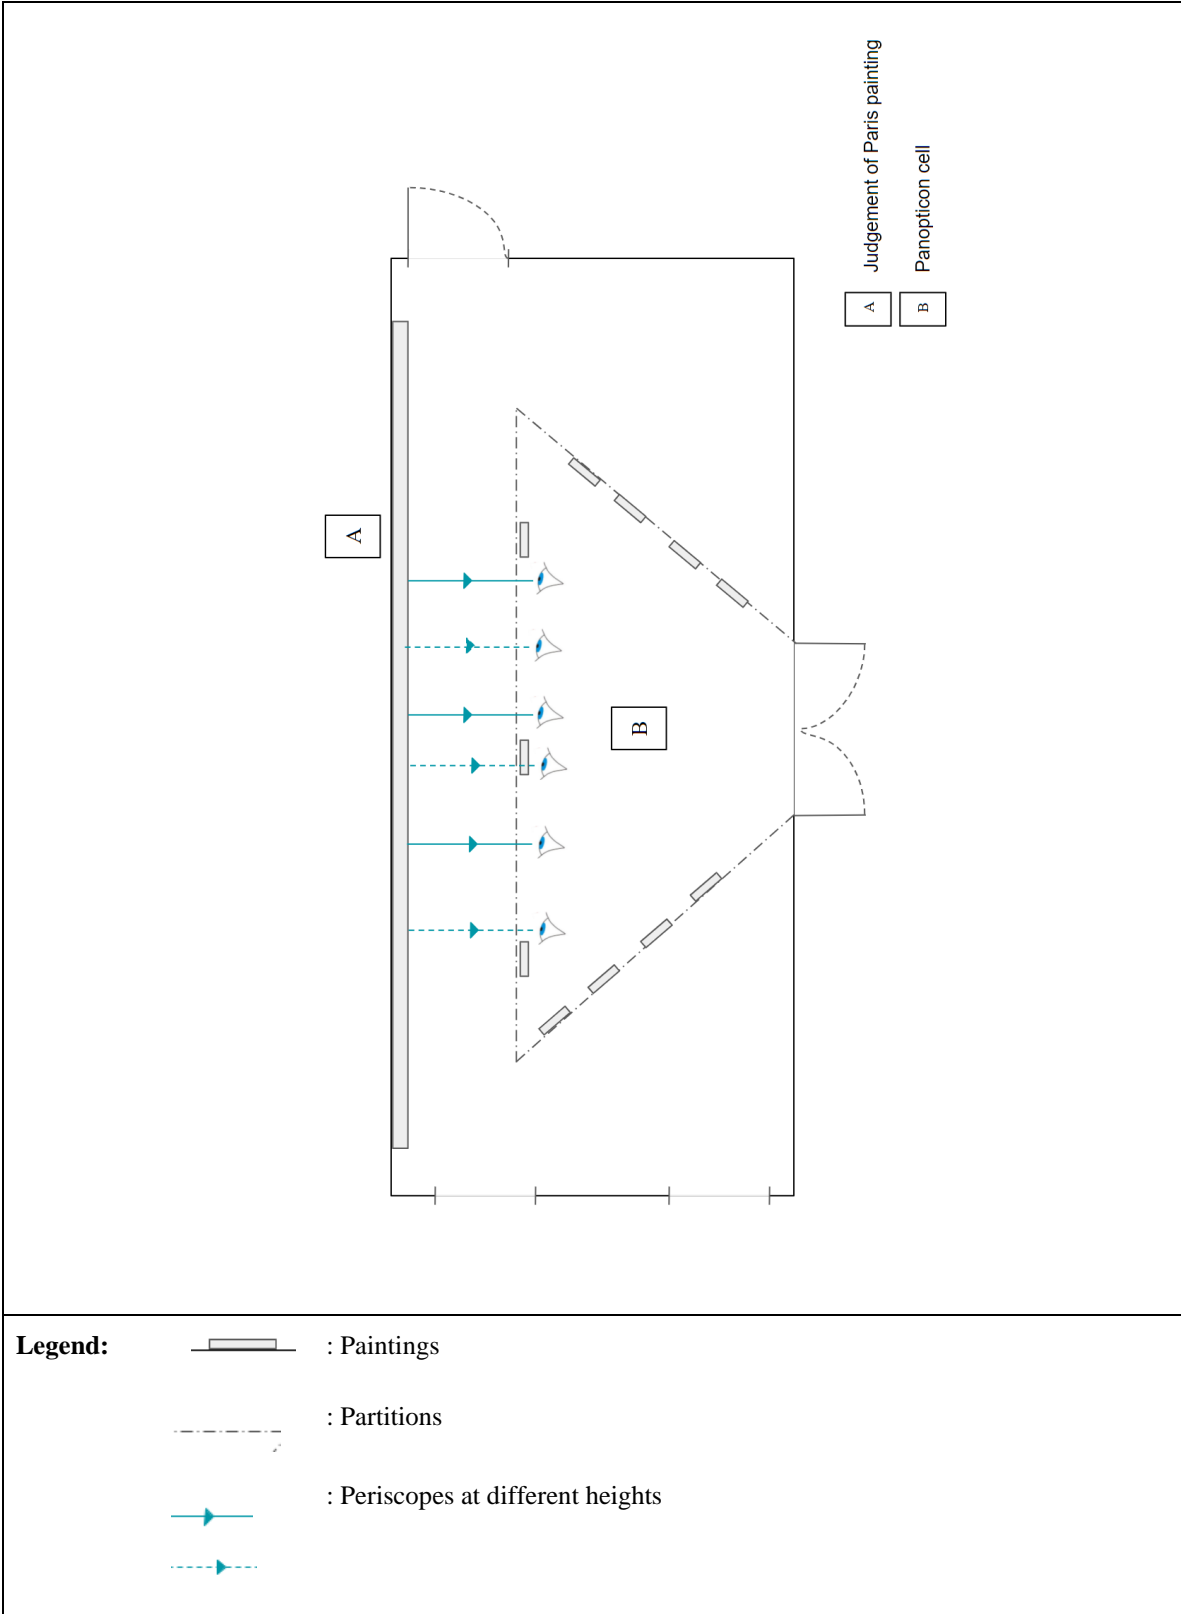 A Judgement of Paris painting
B Panopticon cell
A
B
Legend:
: Paintings
: Partitions
: Periscopes at different heights